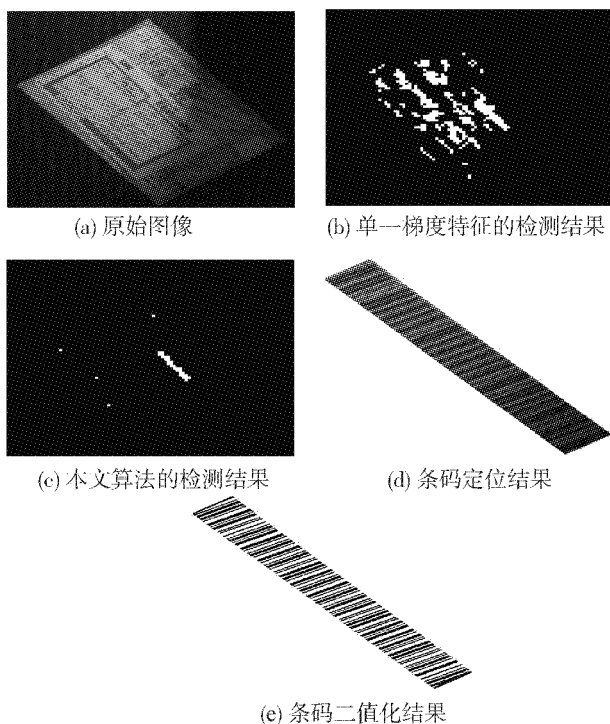 (a) 原始图像
(b) 单一梯度特征的检测结果
(c) 本文算法的检测结果
(d) 条码定位结果
(e) 条码二值化结果